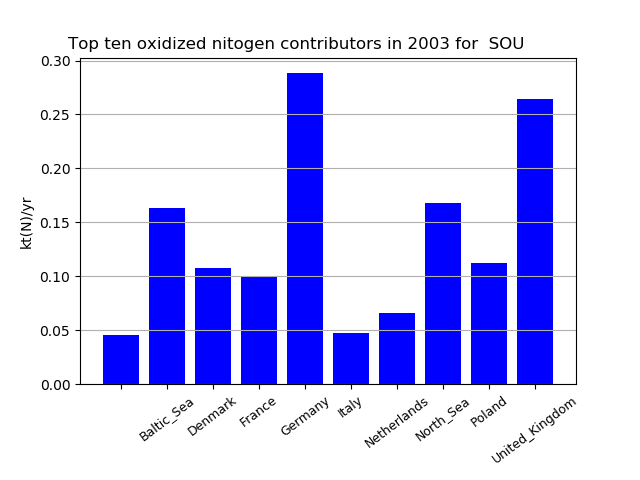 Top ten oxidized nitogen contributors in 2003 for  SOU
0.30
0.25
0.20
0.15
0.10
0.05
0.00
kt(N)/yr
Baltic_Sea
Denmark
France
Germany
Italy
Netherlands
North_Sea
Poland
United_Kingdom